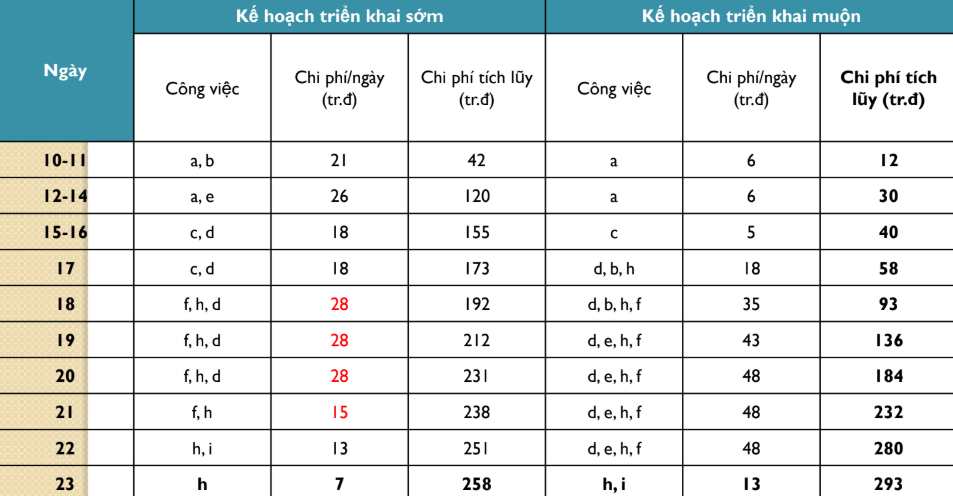 Kế hoạch triển khai sớm Kế hoạch triển khai muộn
Ngày Công việc Chi phí/ngày (tr.đ) Chi phí tích lũy (tr.đ) Công việc Chi phí/ngày (tr.đ) Chi phí tích lũy (tr.đ)
10-11 a, b 21 42 a 6 12
12-14 a, e 26 120 a 6 30
15-16 c, d 18 155 c 5 40
17 c, d 18 173 d, b, h 18 58
18 f, h, d 28 192 d, b, h, f 35 93
19 f, h, d 28 212 d, e, h, f 43 136
20 f, h, d 28 231 d, e, h, f 48 184
21 f, h 15 238 d, e, h, f 48 232
22 h, i 13 251 d, e, h, f 48 280
23 h 7 258 h, i 13 293